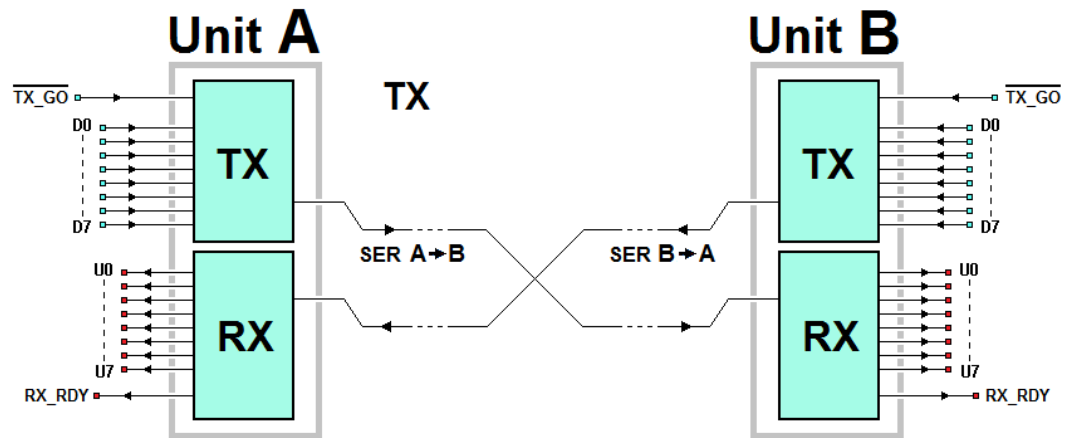 Unit A
Unit B
TX
TX_GO
D0
D7
TX
SER A→B
U0
U7
RX
RX_RDY
TX_GO
D0
D7
TX
SER B→A
U0
U7
RX
RX_RDY